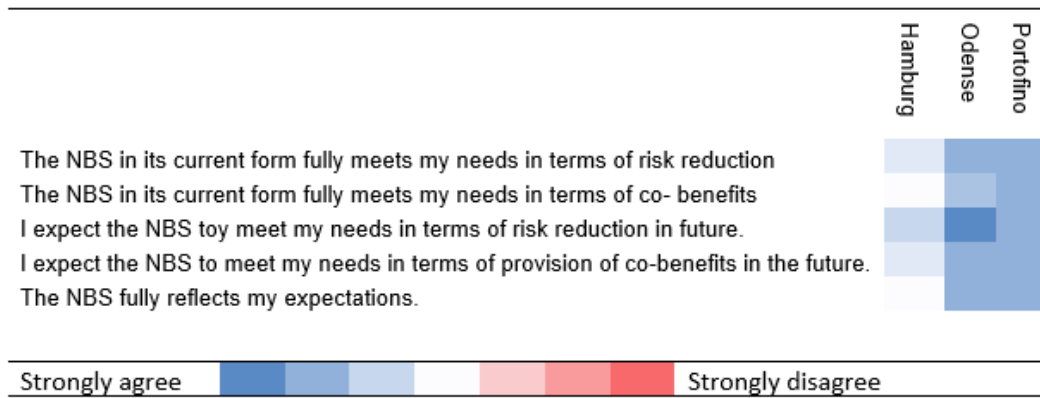 Hamburg
Odense
Portofino
The NBS in its current form fully meets my needs in terms of risk reduction
The NBS in its current form fully meets my needs in terms of co- benefits
I expect the NBS toy meet my needs in terms of risk reduction in future.
I expect the NBS to meet my needs in terms of provision of co-benefits in the future.
The NBS fully reflects my expectations.
Strongly agree Strongly disagree